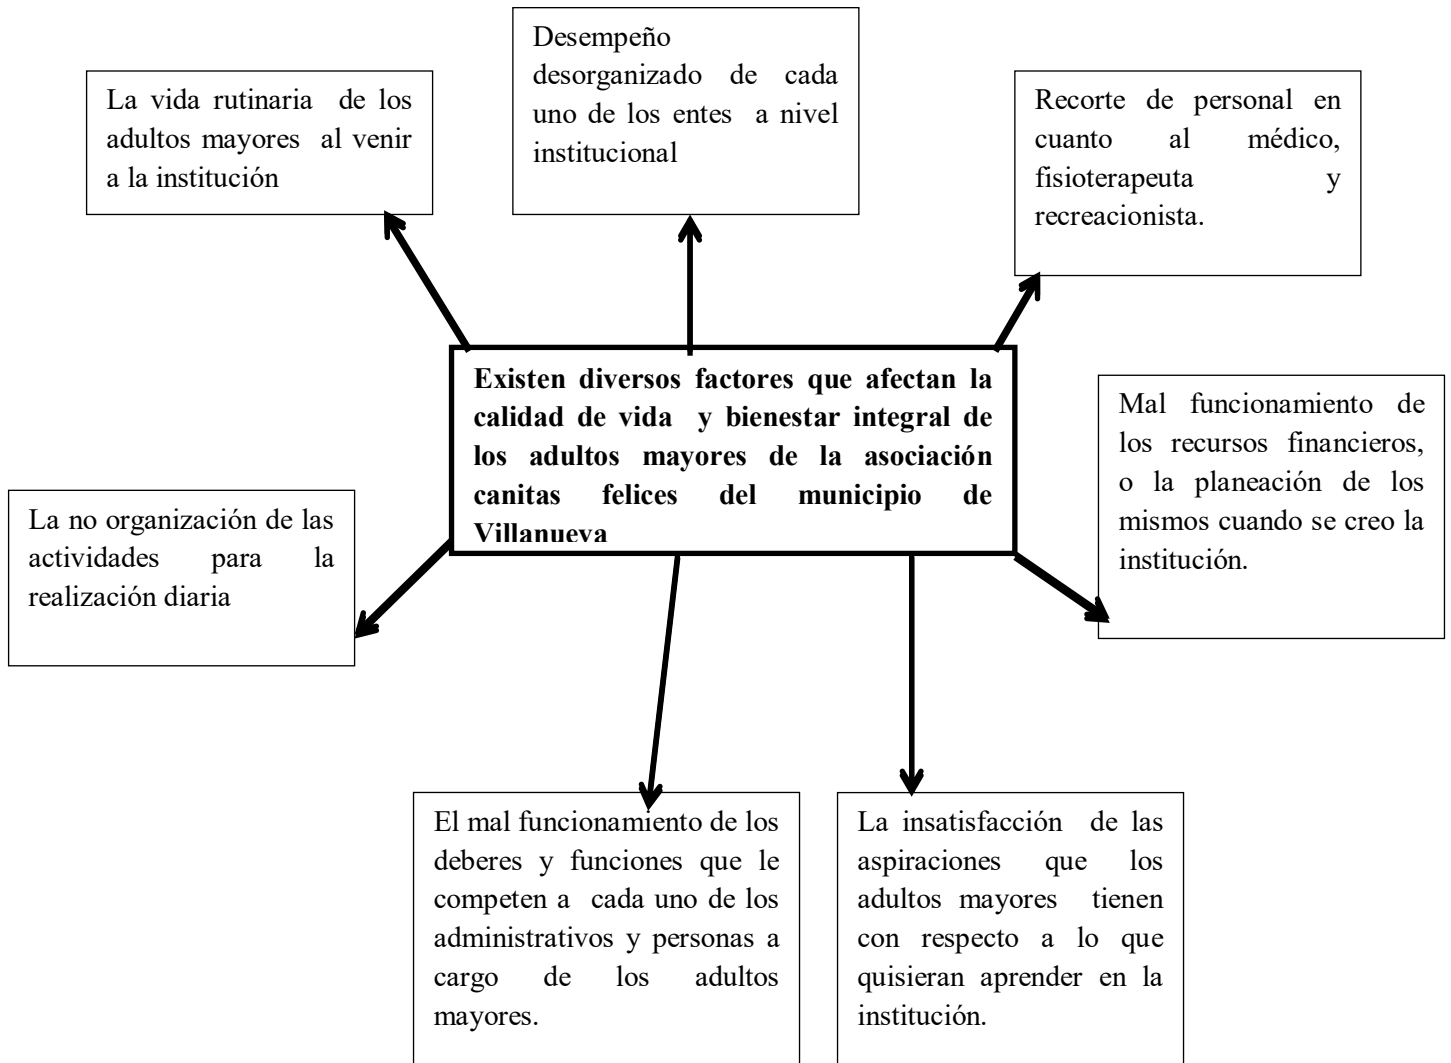 Desempeño
desorganizado de cada
uno de los entes a nivel
institucional
La vida rutinaria de los
adultos mayores al venir
a la institución
Recorte de personal en
cuanto al médico,
fisioterapeuta y
recreacionista.
Existen diversos factores que afectan la
calidad de vida y bienestar integral de
los adultos mayores de la asociación
canitas felices del municipio de
Villanueva
Mal funcionamiento de
los recursos financieros,
o la planeación de los
mismos cuando se creo la
institución.
La no organización de las
actividades para la
realización diaria
El mal funcionamiento de los
deberes y funciones que le
competen a cada uno de los
administrativos y personas a
cargo de los adultos
mayores.
La insatisfacción de las
aspiraciones que los
adultos mayores tienen
con respecto a lo que
quisieran aprender en la
institución.